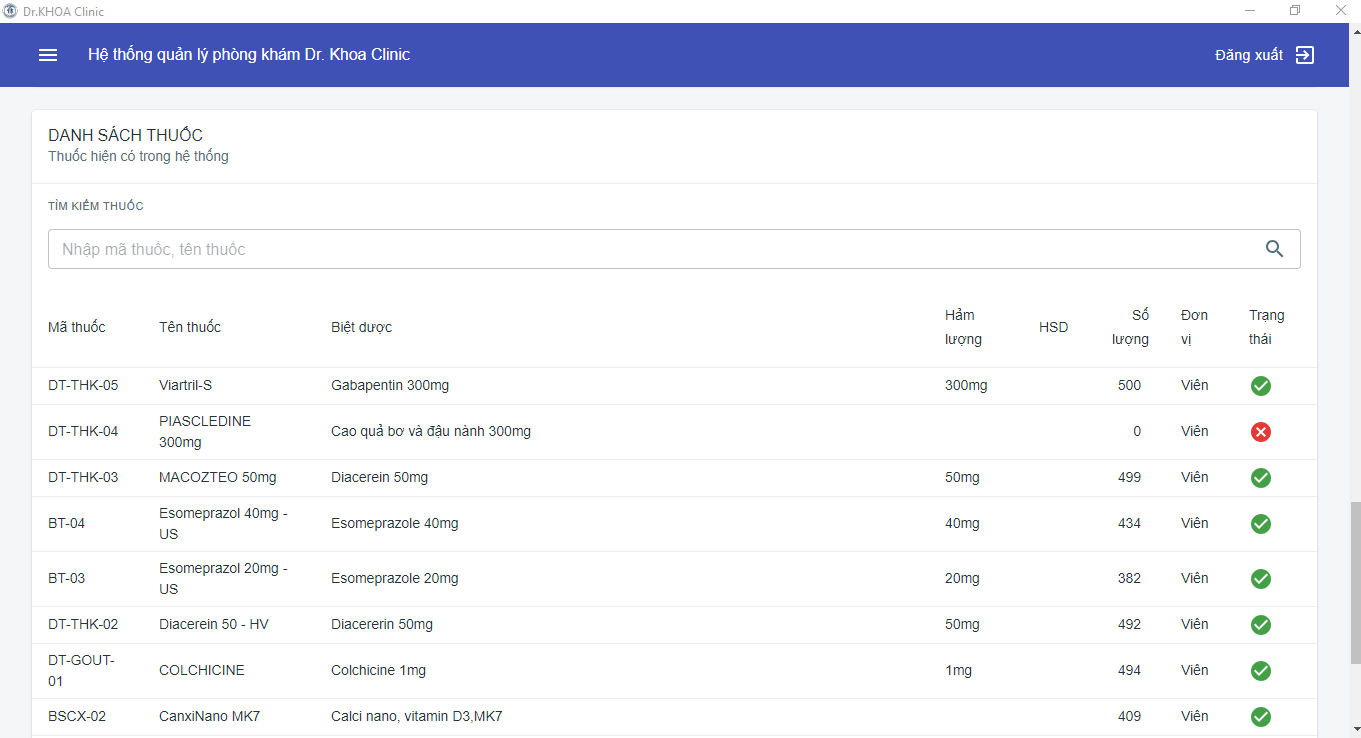 Dr.KHOA Clinic
Hệ thống quản lý phòng khám Dr. Khoa Clinic
Đăng xuất
DANH SÁCH THUỐC
Thuốc hiện có trong hệ thống
TÌM KIẾM THUỐC
Nhập mã thuốc, tên thuốc
Mã thuốc Tên thuốc Biệt dược Hàm lượng HSD Số lượng Đơn vị Trạng thái
DT-THK-05 Viartril-S Gabapentin 300mg 300mg 500 Viên
DT-THK-04 PIASCLEDINE 300mg Cao quả bơ và đậu nành 300mg 0 Viên
DT-THK-03 MACOZTEO 50mg Diacerein 50mg 50mg 499 Viên
BT-04 Esomeprazol 40mg - US Esomeprazole 40mg 40mg 434 Viên
BT-03 Esomeprazol 20mg - US Esomeprazole 20mg 20mg 382 Viên
DT-THK-02 Diacerein 50 - HV Diacererin 50mg 50mg 492 Viên
DT-GOUT-01 COLCHICINE Colchicine 1mg 1mg 494 Viên
BSCX-02 CanxiNano MK7 Calci nano, vitamin D3,MK7 409 Viên